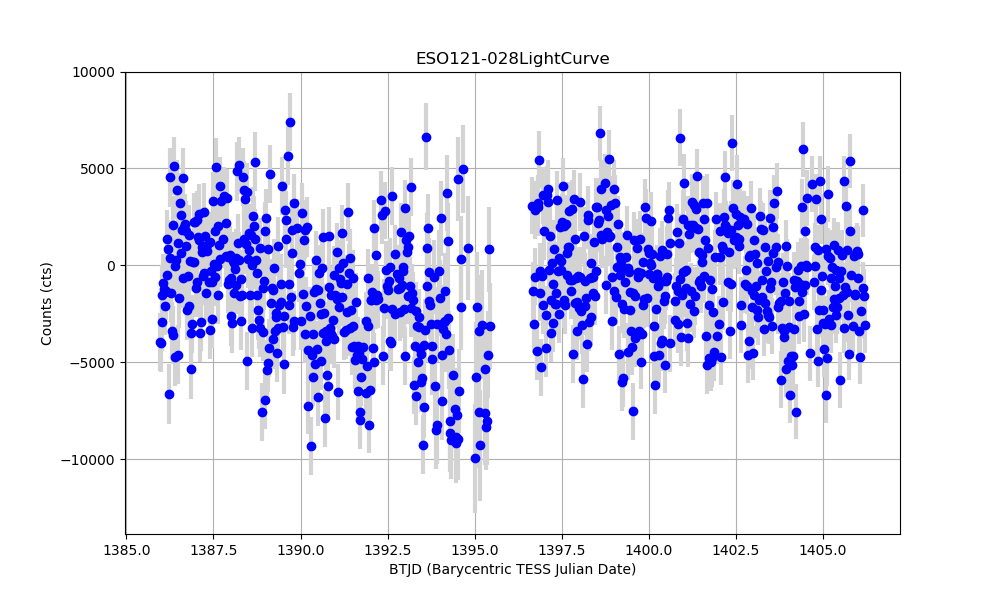 ESO121-028LightCurve
10000
5000
0
−5000
−10000
Counts (cts)
1385.0 1387.5 1390.0 1392.5 1395.0 1397.5 1400.0 1402.5 1405.0
BTJD (Barycentric TESS Julian Date)